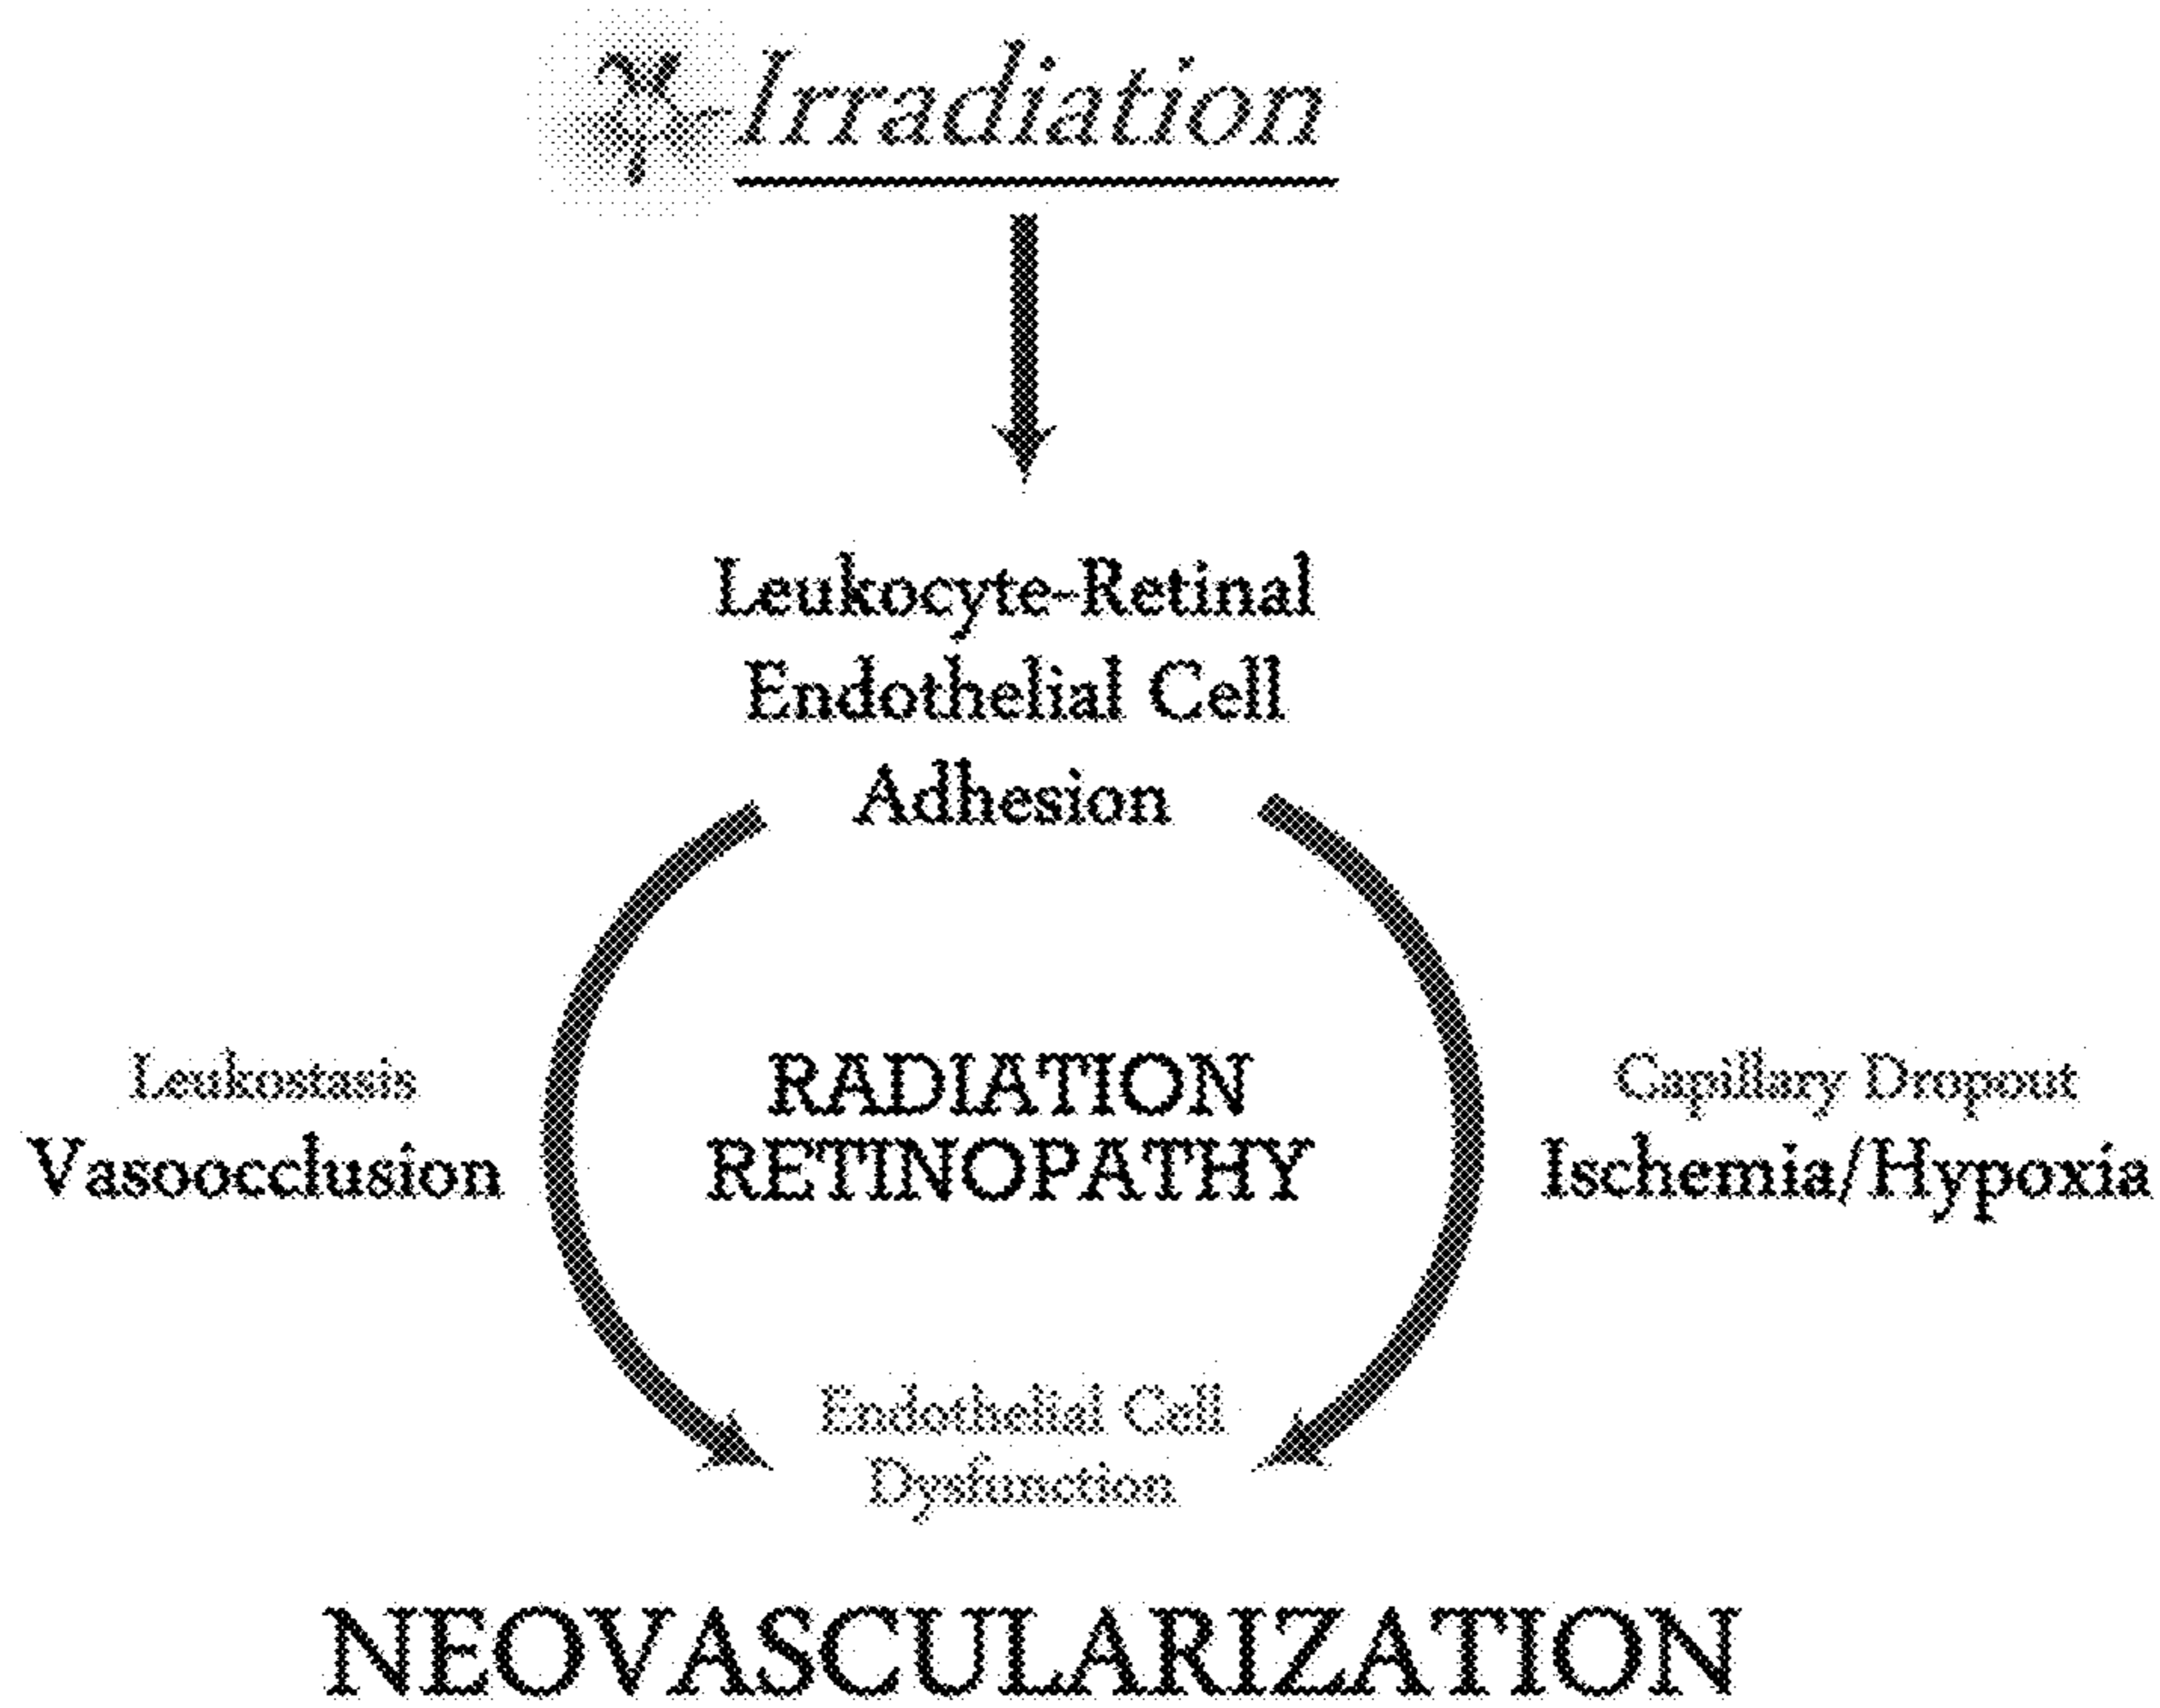 γ-Irradiation
Leukocyte-Retinal
Endothelial Cell
Adhesion
Leukostasis
Vasoocclusion
RADIATION
RETINOPATHY
Capillary Dropout
Ischemia/Hypoxia
Endothelial Cell
Dysfunction
NEOVASCULARIZATION